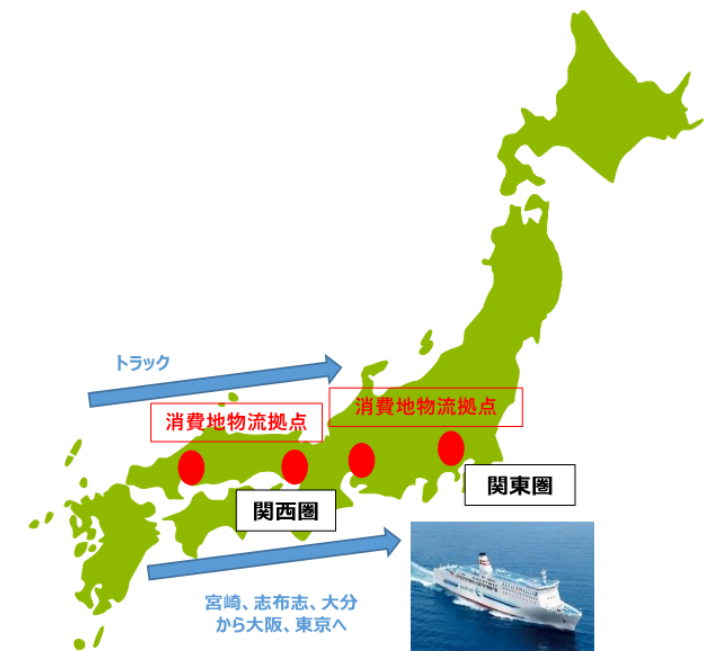 トラック
消費地物流拠点
消費地物流拠点
関東圏
関西圏
宮崎、志布志、大分
から大阪、東京へ